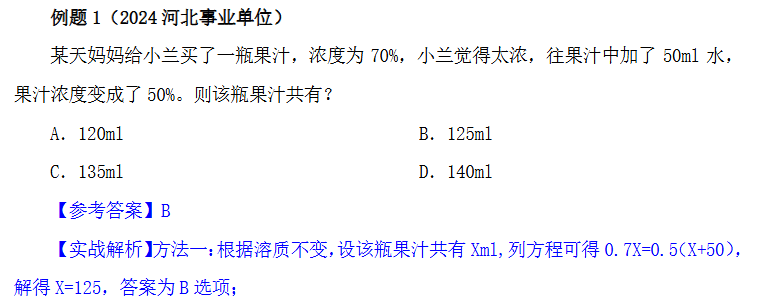 例题 1（2024 河北事业单位）
某天妈妈给小兰买了一瓶果汁，浓度为 70%，小兰觉得太浓，往果汁中加了 50ml 水，
果汁浓度变成了 50%。则该瓶果汁共有？
A. 120ml B. 125ml
C. 135ml D. 140ml
【参考答案】B
【实战解析】方法一：根据溶质不变，设该瓶果汁共有 Xml,列方程可得 0.7X=0.5（X+50），
解得 X=125，答案为 B 选项；